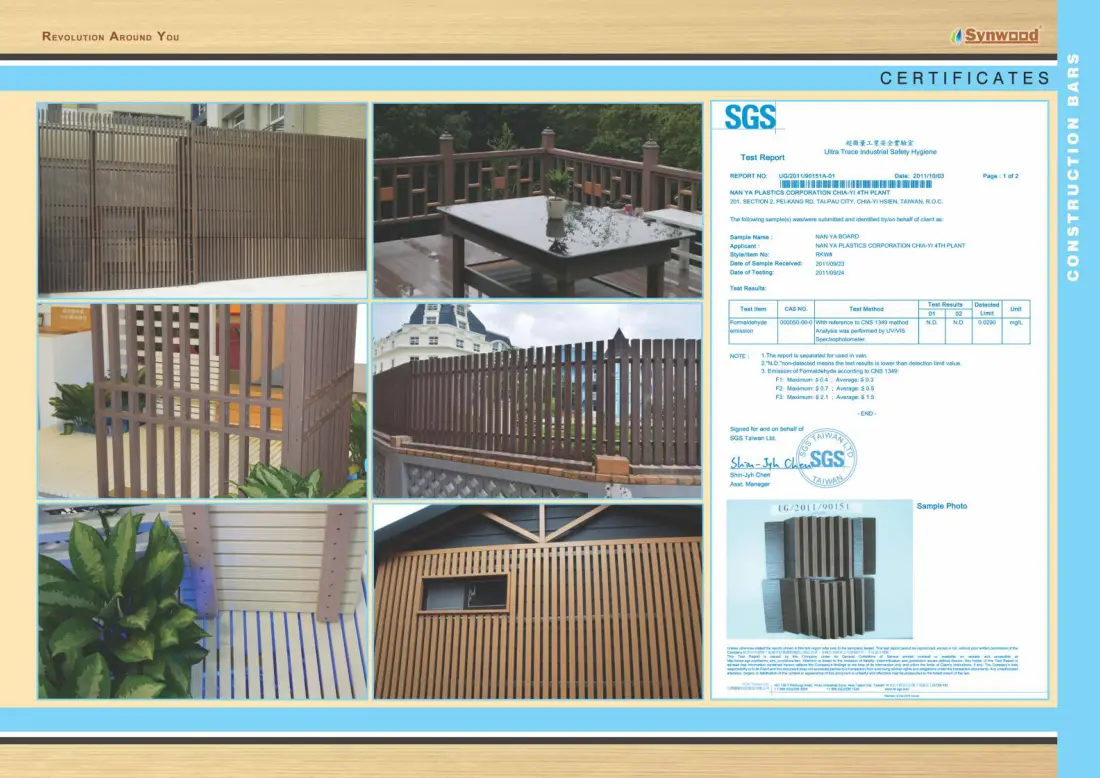 REVOLUTION AROUND YOU
Synwood
CERTIFICATES
CONSTRUCTION BARS
SGS
超微量工業安全實驗室
Ultra Trace Industrial Safety Hygiene
Test Report
REPORT NO: UG/2011/90151A-01 Date: 2011/10/03 Page : 1 of 2
NAN YA PLASTICS CORPORATION CHIA-YI 4TH PLANT
201, SECTION 2, PEI-KANG RD, TAI-PAU CITY, CHIA-YI HSIEN, TAIWAN, R.O.C.
The following sample(s) was/were submitted and identified by/on behalf of client as:
Sample Name : NAN YA BOARD
Applicant : NAN YA PLASTICS CORPORATION CHIA-YI 4TH-PLANT
Style/Item No: RKW#
Date of Sample Received: 2011/09/23
Date of Testing: 2011/09/24
Test Results:
Test Item CAS NO. Test Method Test Results Detected Limit Unit
01 02
Formaldehyde emission 000050-00-0 With reference to CNS 1349 method N.D. N.D 0.0290 mg/L
Analysis was performed by UV/VIS
Spectophotometer.
NOTE : 1.The report is separated for used in vain.
2."N.D."non-detected means the test results is lower than detection limit value.
3. Emission of Formaldehyde according to CNS 1349:
F1: Maximum: ≦ 0.4 ; Average: ≦ 0.3
F2: Maximum: ≦ 0.7 ; Average: ≦ 0.5
F3: Maximum: ≦ 2.1 ; Average: ≦ 1.5
- END -
Signed for and on behalf of
SGS Taiwan Ltd.
Shin-Jyh Chen
SGS TAIWAN LTD
SGS
TAIWAN
Shin-Jyh Chen
Asst. Manager
UG/2011/90151
Sample Photo